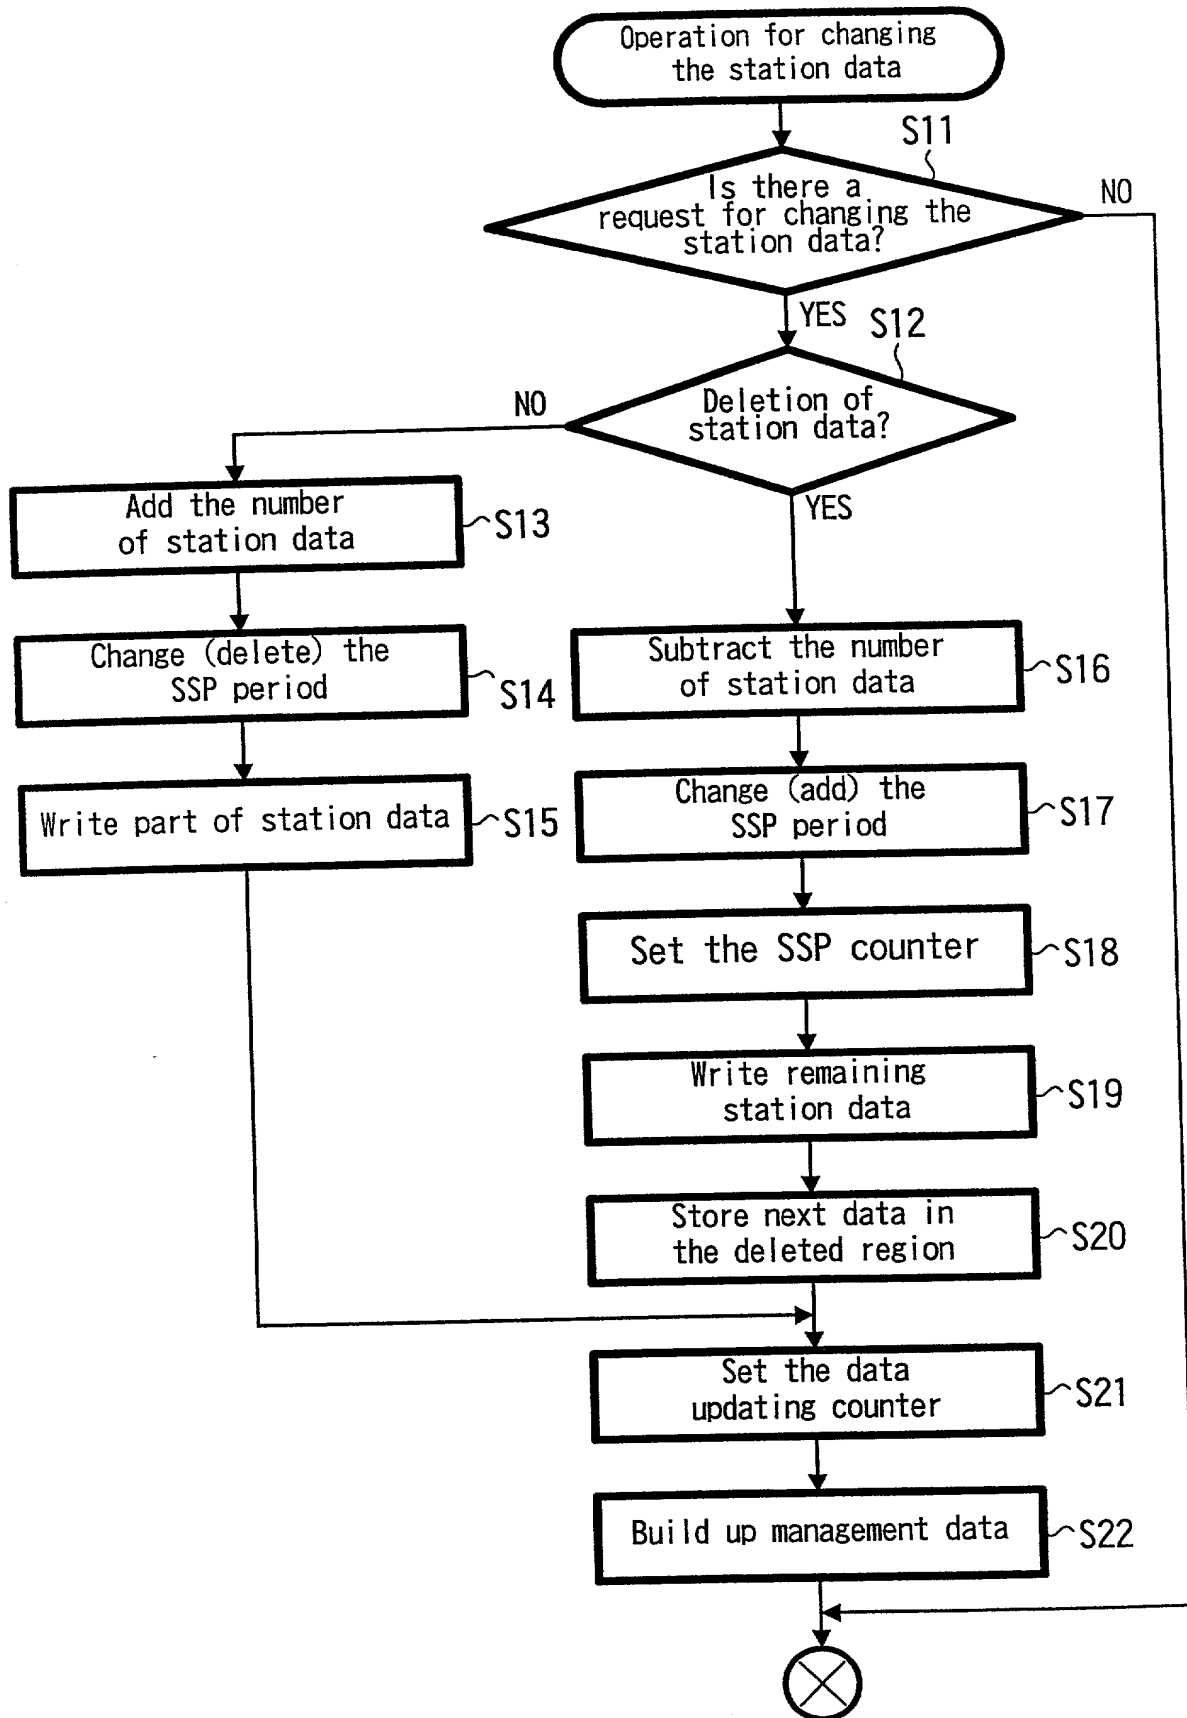 Operation for changing
the station data
S11
Is there a
request for changing the
station data?
NO
YES
S12
Deletion of
station data?
NO
YES
Add the number
of station data
S13
Change (delete) the
SSP period
S14
Write part of station data
S15
Subtract the number
of station data
S16
Change (add) the
SSP period
S17
Set the SSP counter
S18
Write remaining
station data
S19
Store next data in
the deleted region
S20
Set the data
updating counter
S21
Build up management data
S22